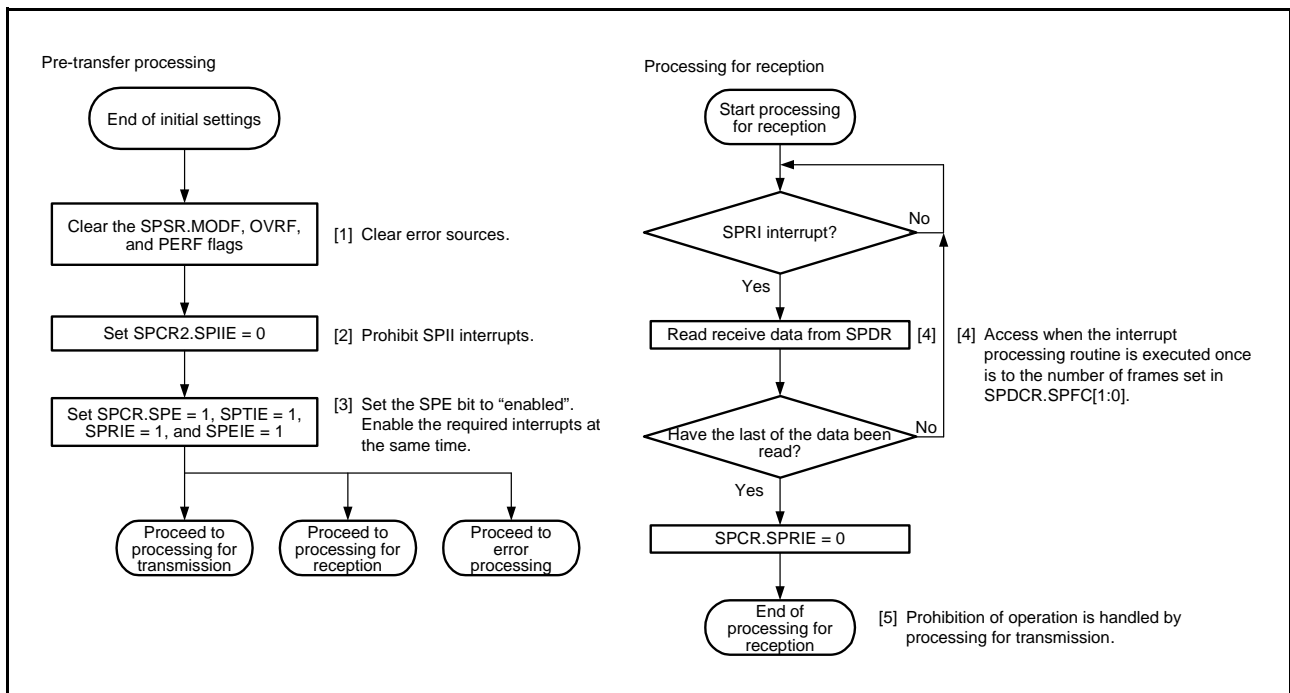 Pre-transfer processing
End of initial settings
Clear the SPSR.MODF, OVRF,
and PERF flags
[1] Clear error sources.
Set SPCR2.SPIIE = 0
[2] Prohibit SPII interrupts.
Set SPCR.SPE = 1, SPTIE = 1,
SPRIE = 1, and SPEIE = 1
[3] Set the SPE bit to “enabled”.
Enable the required interrupts at
the same time.
Proceed to
processing for
transmission
Proceed to
processing for
reception
Proceed to
error
processing
Processing for reception
Start processing
for reception
SPRI interrupt?
No
Yes
Read receive data from SPDR
[4]
[4] Access when the interrupt
processing routine is executed once
is to the number of frames set in
SPDCR.SPFC[1:0].
Have the last of the data been
read?
No
Yes
SPCR.SPRIE = 0
End of
processing for
reception
[5] Prohibition of operation is handled by
processing for transmission.